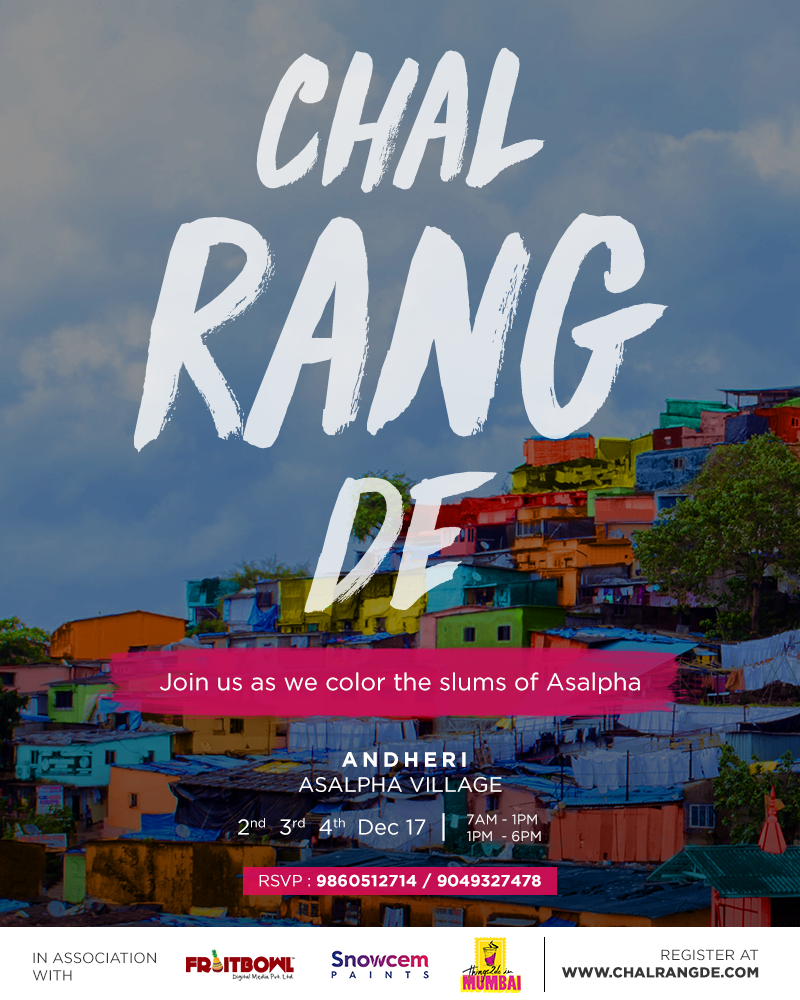 CHAL
RANG
DE
Join us as we color the slums of Asalpha
ANDHERI
ASALPHA VILLAGE
2nd 3rd 4th Dec 17
7AM - 1PM
1PM - 6PM
RSVP : 9860512714 / 9049327478
IN ASSOCIATION
WITH
FRUITBOWL
Digital Media Pvt. Ltd.
Snowcem
PAINTS
things2do in
MUMBAI
REGISTER AT
WWW.CHALRANGDE.COM